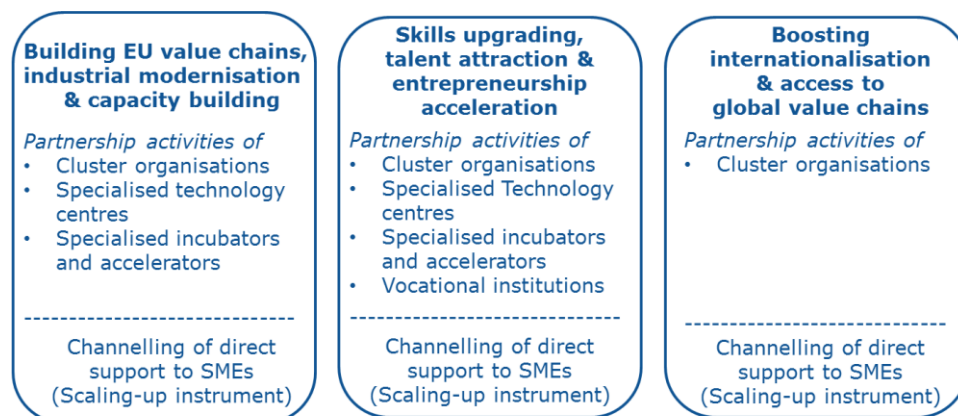 Building EU value chains,
industrial modernisation
& capacity building
Partnership activities of
• Cluster organisations
• Specialised technology
centres
• Specialised incubators
and accelerators
------------------------------
Channelling of direct
support to SMEs
(Scaling-up instrument)
Skills upgrading,
talent attraction &
entrepreneurship
acceleration
Partnership activities of
• Cluster organisations
• Specialised Technology
centres
• Specialised incubators
and accelerators
• Vocational institutions
------------------------------
Channelling of direct
support to SMEs
(Scaling-up instrument)
Boosting
internationalisation
& access to
global value chains
Partnership activities of
• Cluster organisations
-----------------------------
Channelling of direct
support to SMEs
(Scaling-up instrument)